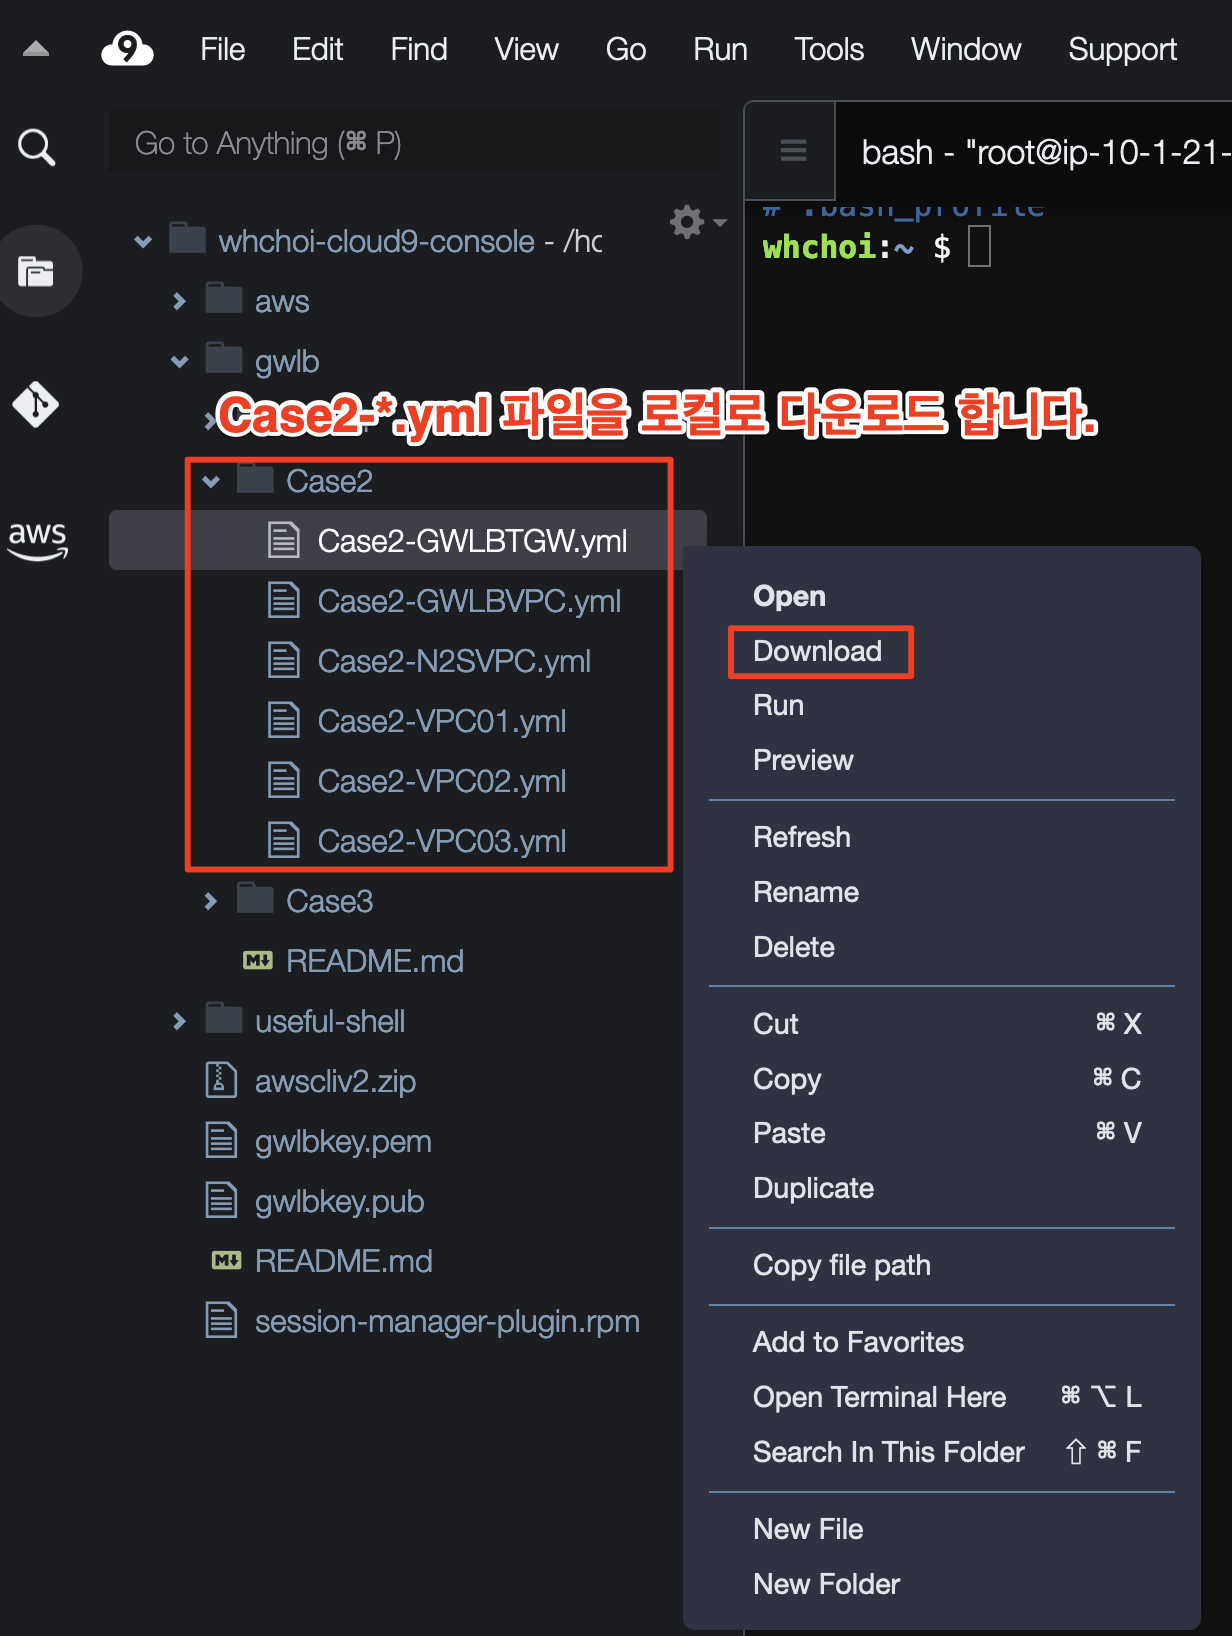 File Edit Find View Go Run Tools Window Support
Go to Anything (⌘ P)
bash - "root@ip-10-1-21-
# .bash_profile
whchoi:~ $
whchoi-cloud9-console - /ho
aws
gwlb
Case2-*.yml 파일을 로컬로 다운로드 합니다.
Case2
Case2-GWLBTGW.yml
Case2-GWLBVPC.yml
Case2-N2SVPC.yml
Case2-VPC01.yml
Case2-VPC02.yml
Case2-VPC03.yml
Case3
README.md
useful-shell
awscliv2.zip
gwlbkey.pem
gwlbkey.pub
README.md
session-manager-plugin.rpm
aws
Open
Download
Run
Preview
Refresh
Rename
Delete
Cut ⌘ X
Copy ⌘ C
Paste ⌘ V
Duplicate
Copy file path
Add to Favorites
Open Terminal Here ⌘ ⌥ L
Search In This Folder ⇧ ⌘ F
New File
New Folder